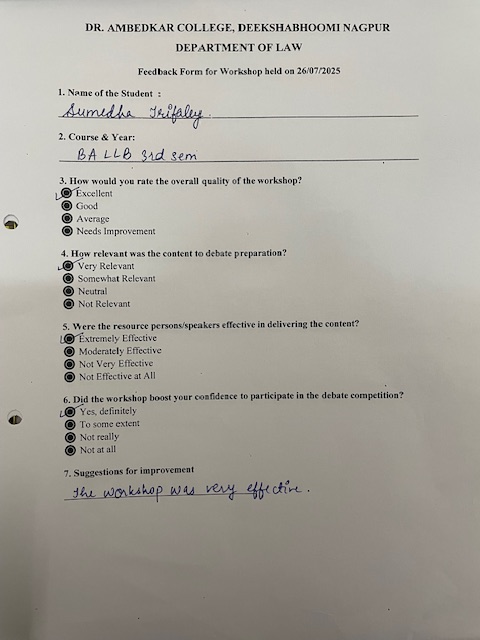 DR. AMBEDKAR COLLEGE, DEEKSHABHOOMI NAGPUR
DEPARTMENT OF LAW
Feedback Form for Workshop held on 26/07/2025
1. Name of the Student :
Sumedha Trifaley.
2. Course & Year:
BA LLB 3rd sem
3. How would you rate the overall quality of the workshop?
Excellent
Good
Average
Needs Improvement
4. How relevant was the content to debate preparation?
Very Relevant
Somewhat Relevant
Neutral
Not Relevant
5. Were the resource persons/speakers effective in delivering the content?
Extremely Effective
Moderately Effective
Not Very Effective
Not Effective at All
6. Did the workshop boost your confidence to participate in the debate competition?
Yes, definitely
To some extent
Not really
Not at all
7. Suggestions for improvement
The workshop was very effective.